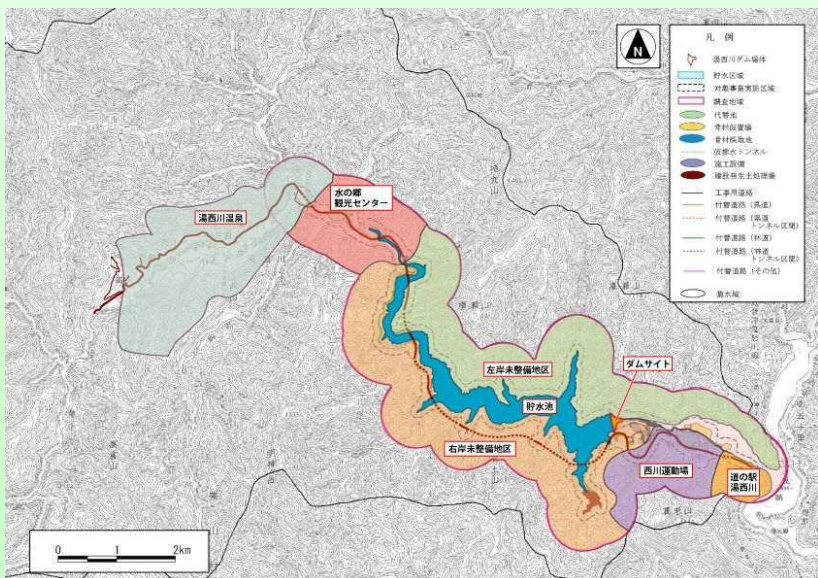 N
凡 例
湯西川ダム堤体
貯水区域
対象事業実施区域
調査地域
代替地
骨材仮置場
骨材採取地
仮排水トンネル
施工設備
建設発生土処理場
工事用道路
付替道路（県道）
付替道路（県道
トンネル区間）
付替道路（林道）
付替道路（林道
トンネル区間）
付替道路（その他）
集水域
水の郷
観光センター
湯西川温泉
左岸未整備地区
ダムサイト
貯水池
右岸未整備地区
西川運動場
道の駅
湯西川
0 1 2km